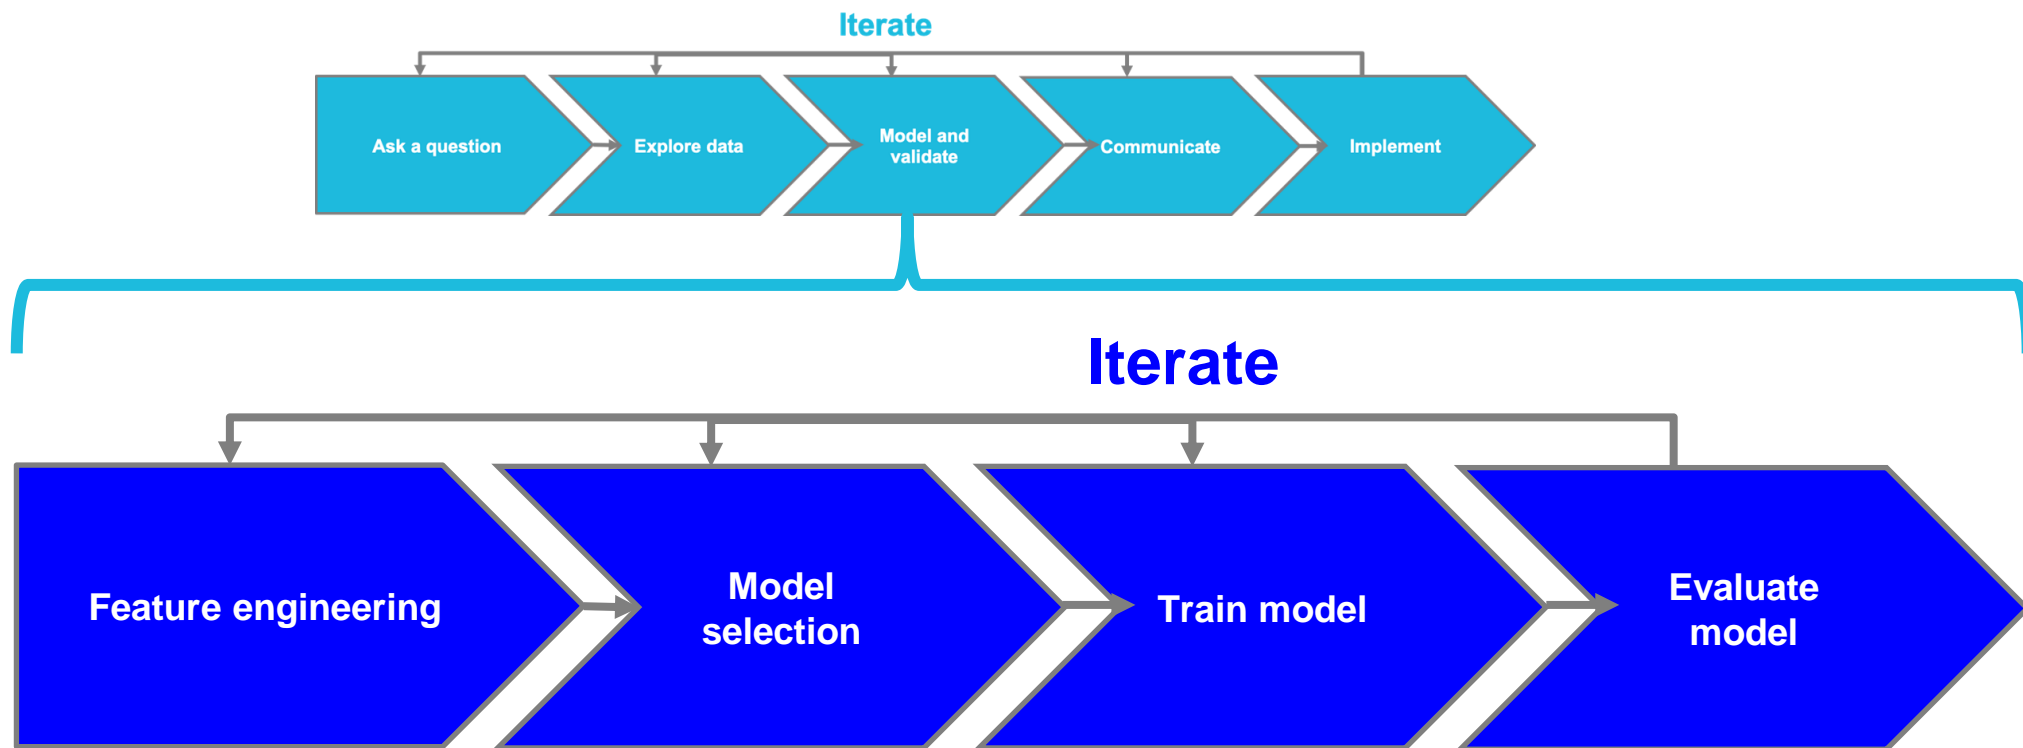 Iterate
Ask a question
Explore data
Model and
validate
Communicate
Implement
Iterate
Feature engineering
Model
selection
Train model
Evaluate
model